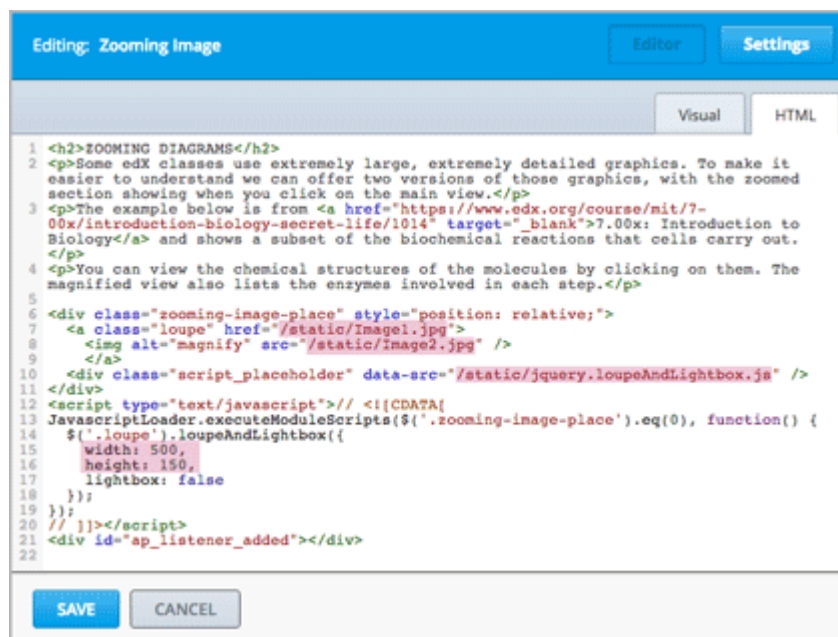 Editing: Zooming Image
Editor
Settings
Visual
HTML
1 <h2>ZOOMING DIAGRAMS</h2>
2 <p>Some edX classes use extremely large, extremely detailed graphics. To make it
easier to understand we can offer two versions of those graphics, with the zoomed
section showing when you click on the main view.</p>
3 <p>The example below is from <a href="https://www.edx.org/course/mit/7-
00x/introduction-biology-secret-life/1014" target="_blank">7.00x: Introduction to
Biology</a> and shows a subset of the biochemical reactions that cells carry out.
</p>
4 <p>You can view the chemical structures of the molecules by clicking on them. The
magnified view also lists the enzymes involved in each step.</p>
5
6 <div class="zooming-image-place" style="position: relative;">
7 <a class="loupe" href="/static/Image1.jpg">
8 <img alt="magnify" src="/static/Image2.jpg" />
9 </a>
10 <div class="script_placeholder" data-src="/static/jquery.loupeAndLightbox.js" />
11 </div>
12 <script type="text/javascript">// <![CDATA[
13 JavascriptLoader.executeModuleScripts($('.zooming-image-place').eq(0), function() {
14 $('.loupe').loupeAndLightbox({
15 width: 500,
16 height: 150,
17 lightbox: false
18 });
19 });
20 // ]]></script>
21 <div id="ap_listener_added"></div>
22
SAVE
CANCEL